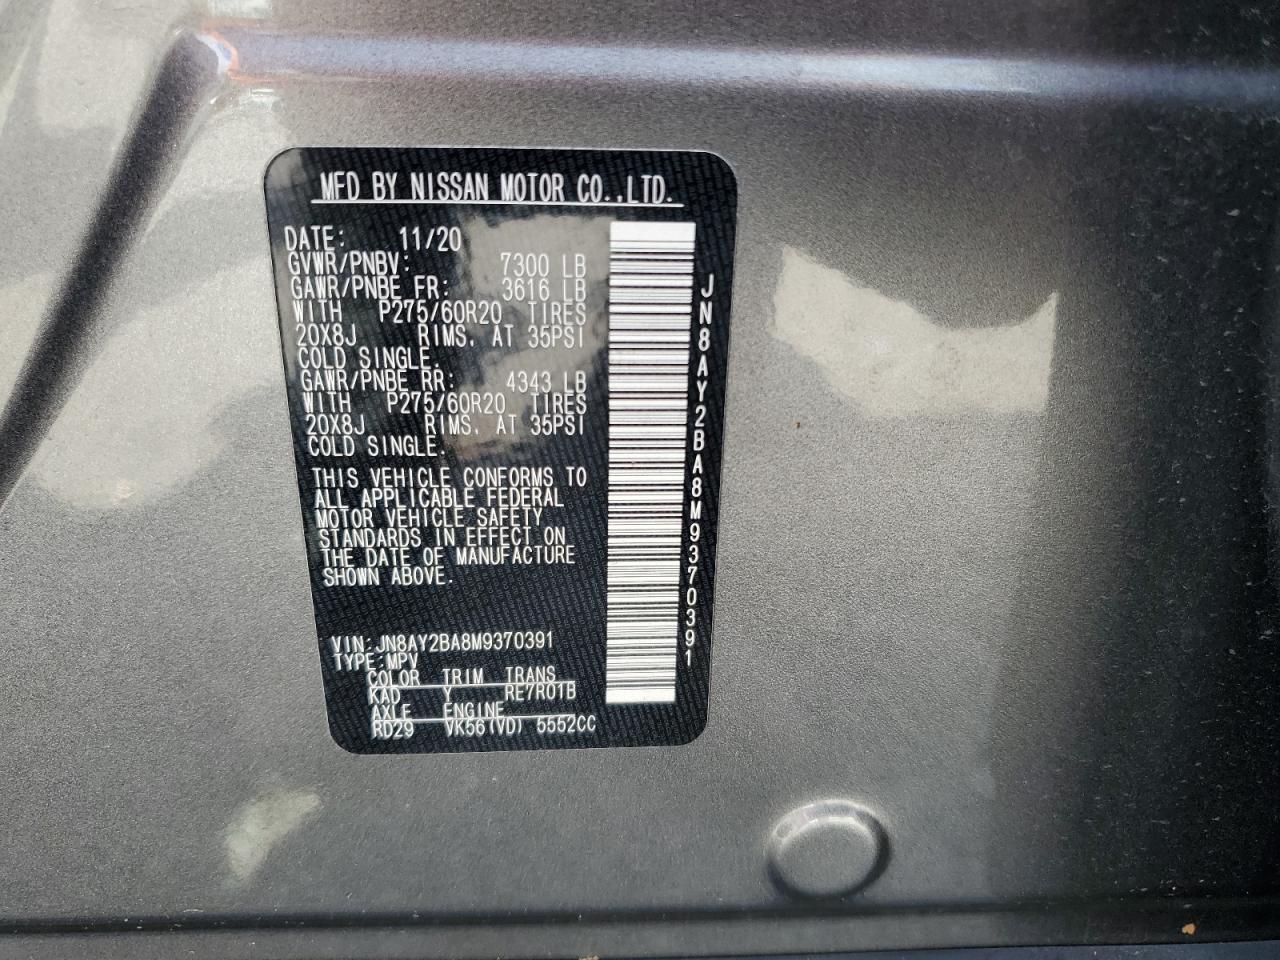 MFD BY NISSAN MOTOR CO.,LTD.
DATE: 11/20
GVWR/PNBV: 7300 LB
GAWR/PNBE FR: 3616 LB
WITH P275/60R20 TIRES
20X8J RIMS. AT 35PSI
COLD SINGLE.
GAWR/PNBE RR: 4343 LB
WITH P275/60R20 TIRES
20X8J RIMS. AT 35PSI
COLD SINGLE.
THIS VEHICLE CONFORMS TO
ALL APPLICABLE FEDERAL
MOTOR VEHICLE SAFETY
STANDARDS IN EFFECT ON
THE DATE OF MANUFACTURE
SHOWN ABOVE.
VIN:JN8AY2BA8M9370391
TYPE:MPV
COLOR TRIM TRANS
KAD Y RE7R01B
AXLE ENGINE
RD29 VK56(VD) 5552CC
JN8AY2BA8M9370391